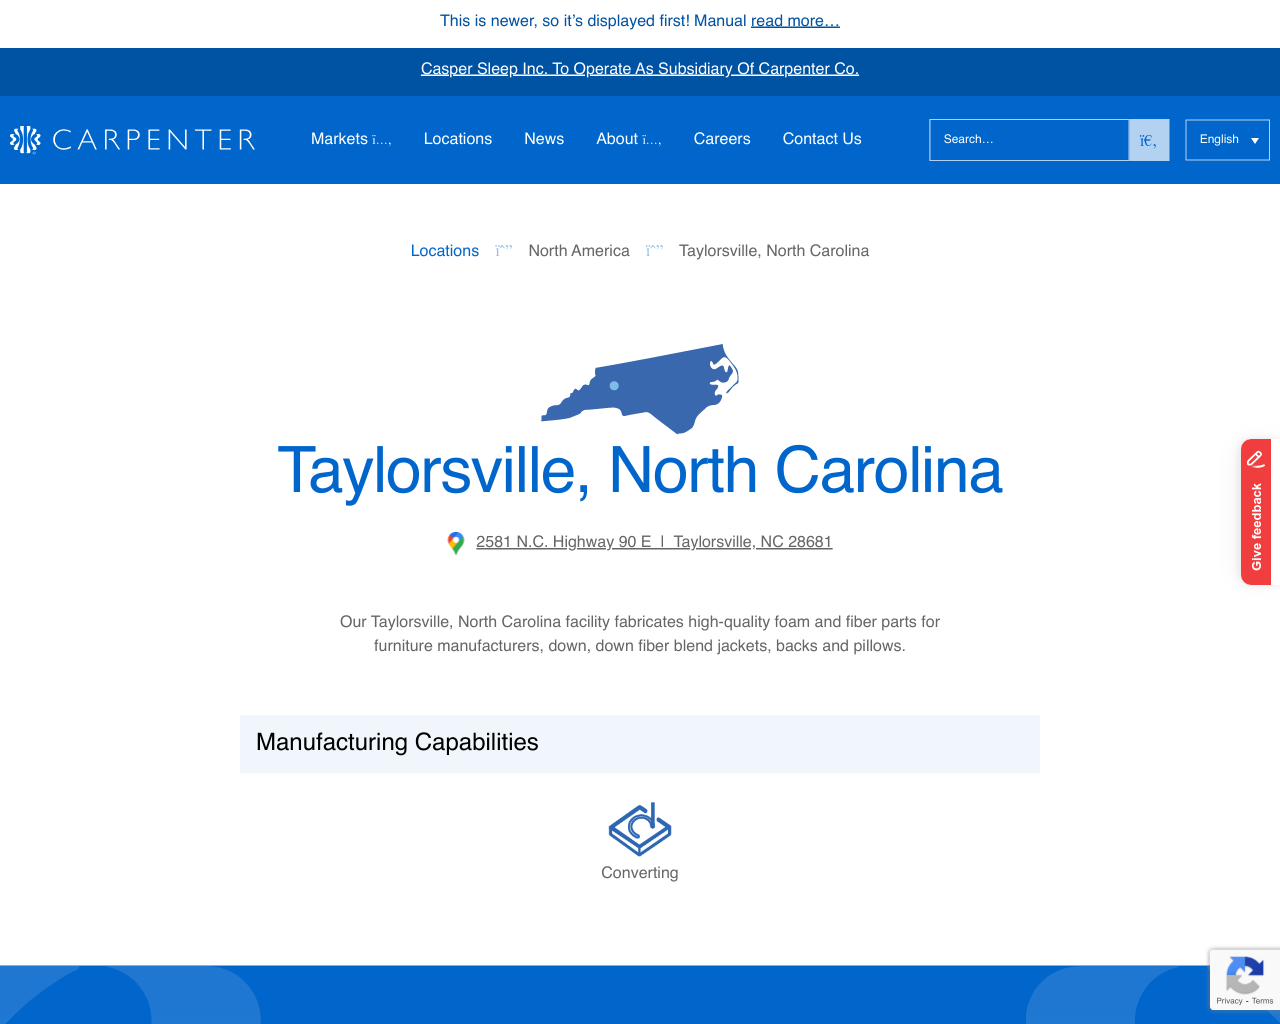 This is newer, so it’s displayed first! Manual read more…
Casper Sleep Inc. To Operate As Subsidiary Of Carpenter Co.
CARPENTER
Markets ï…‚ Locations News About ï…‚ Careers Contact Us
Search… ï€‚ English
Locations ïˆ” North America ïˆ” Taylorsville, North Carolina
Taylorsville, North Carolina
2581 N.C. Highway 90 E | Taylorsville, NC 28681
Give feedback
Our Taylorsville, North Carolina facility fabricates high-quality foam and fiber parts for
furniture manufacturers, down, down fiber blend jackets, backs and pillows.
Manufacturing Capabilities
Converting
Privacy - Terms